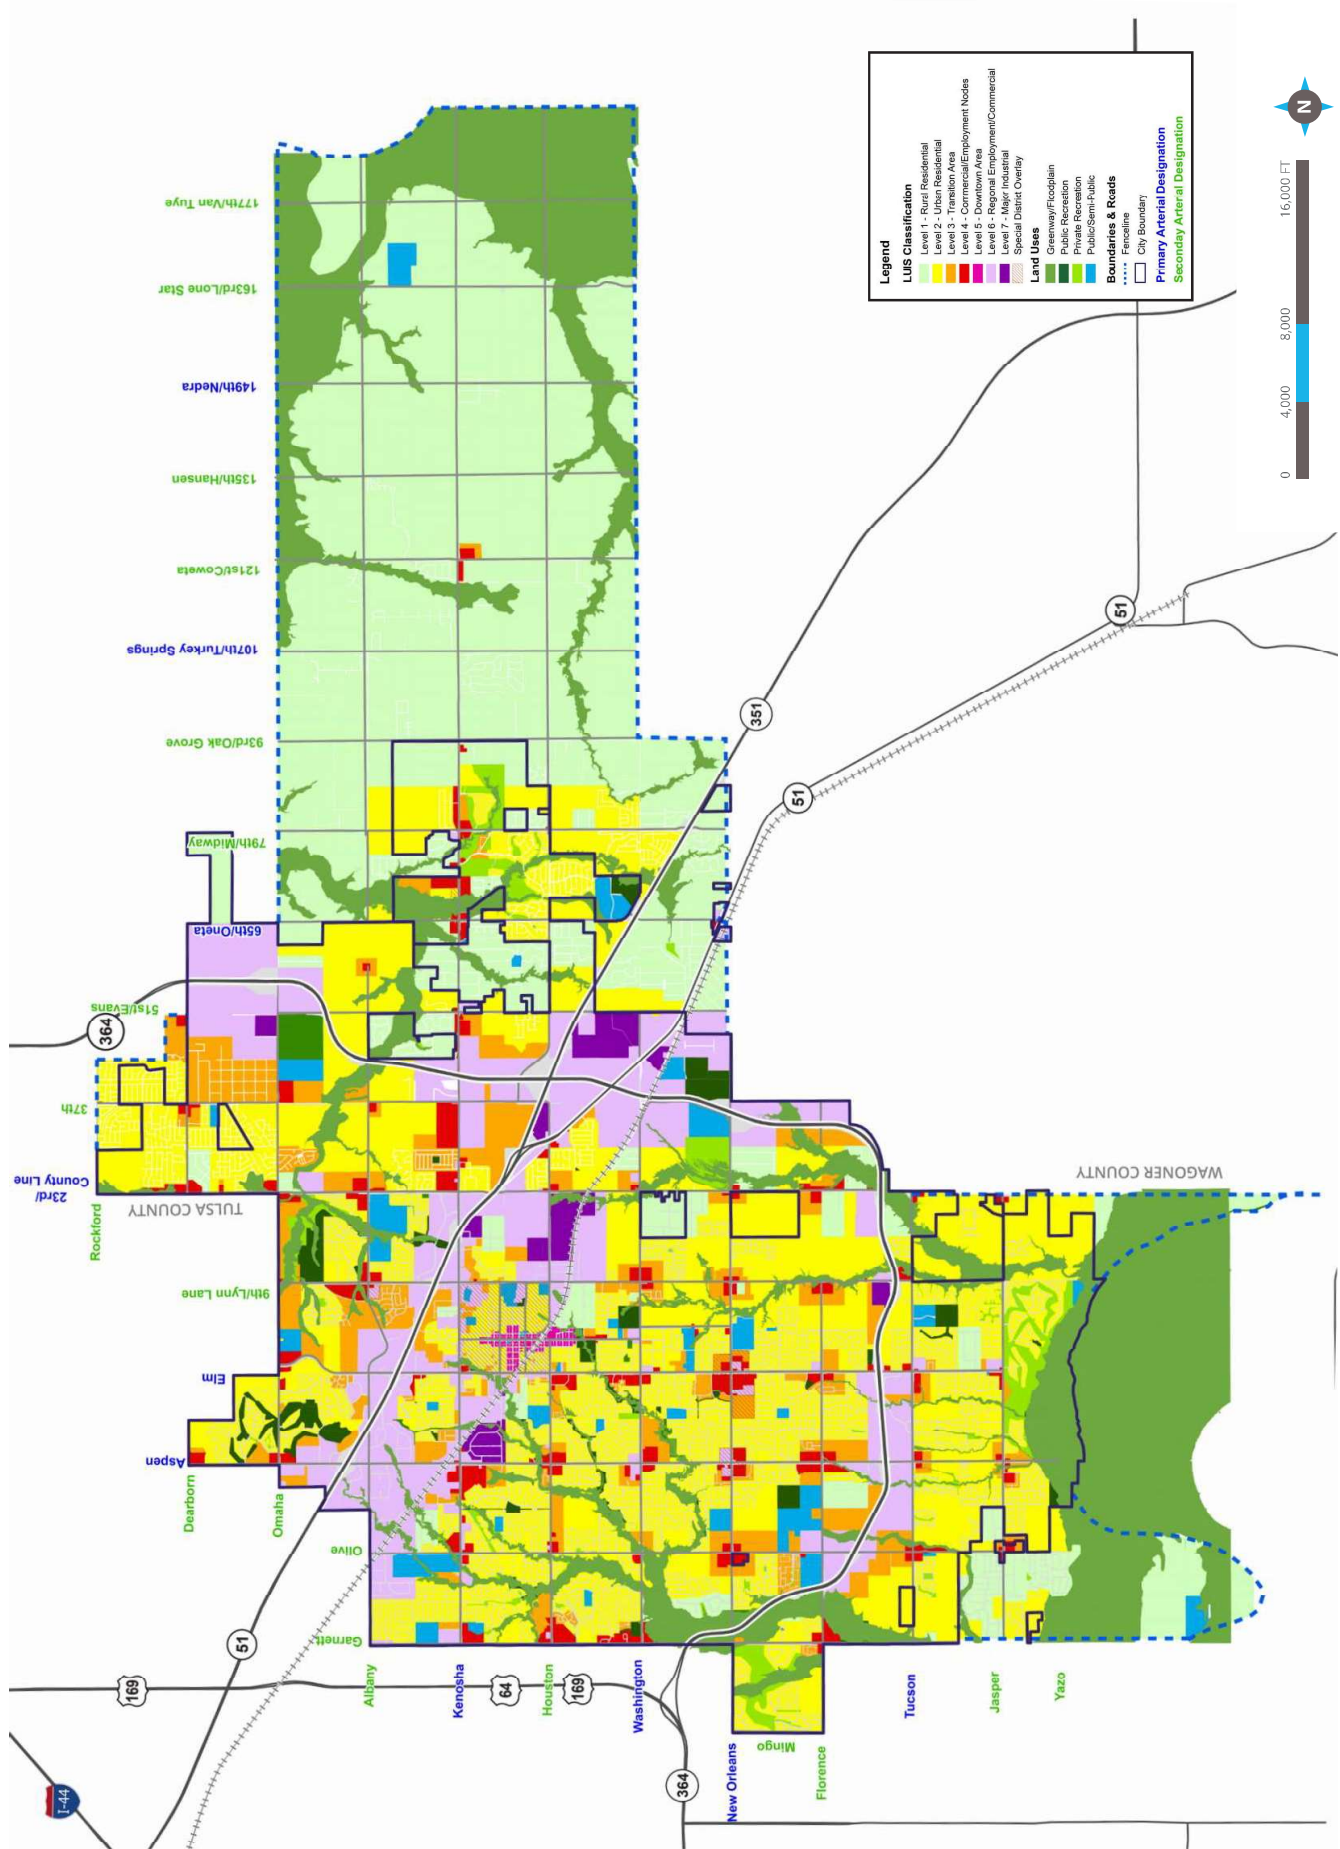 Legend
LUIS Classification
Level 1 - Rural Residential
Level 2 - Urban Residential
Level 3 - Transition Area
Level 4 - Commercial/Employment Nodes
Level 5 - Downtown Area
Level 6 - Regional Employment/Commercial
Level 7 - Major Industrial
Special District Overlay
Land Uses
Greenway/Floodplain
Public Recreation
Private Recreation
Public/Semi-Public
Boundaries & Roads
Fenceline
City Boundary
Primary Arterial Designation
Seconday Arterial Designation
N
0
4,000
8,000
16,000 FT
177th/Van Tuye
163rd/Lone Star
149th/Nedra
135th/Hansen
121st/Coweta
107th/Turkey Springs
93rd/Oak Grove
79th/Midway
65th/Oneta
51st/Evans
37th
23rd/
County Line
9th/Lynn Lane
Elm
Aspen
Olive
Garnett
Mingo
Rockford
Dearborn
Omaha
Albany
Kenosha
Houston
Washington
New Orleans
Florence
Tucson
Jasper
Yazo
TULSA COUNTY
WAGONER COUNTY
364
351
51
51
51
169
64
169
364
I-44